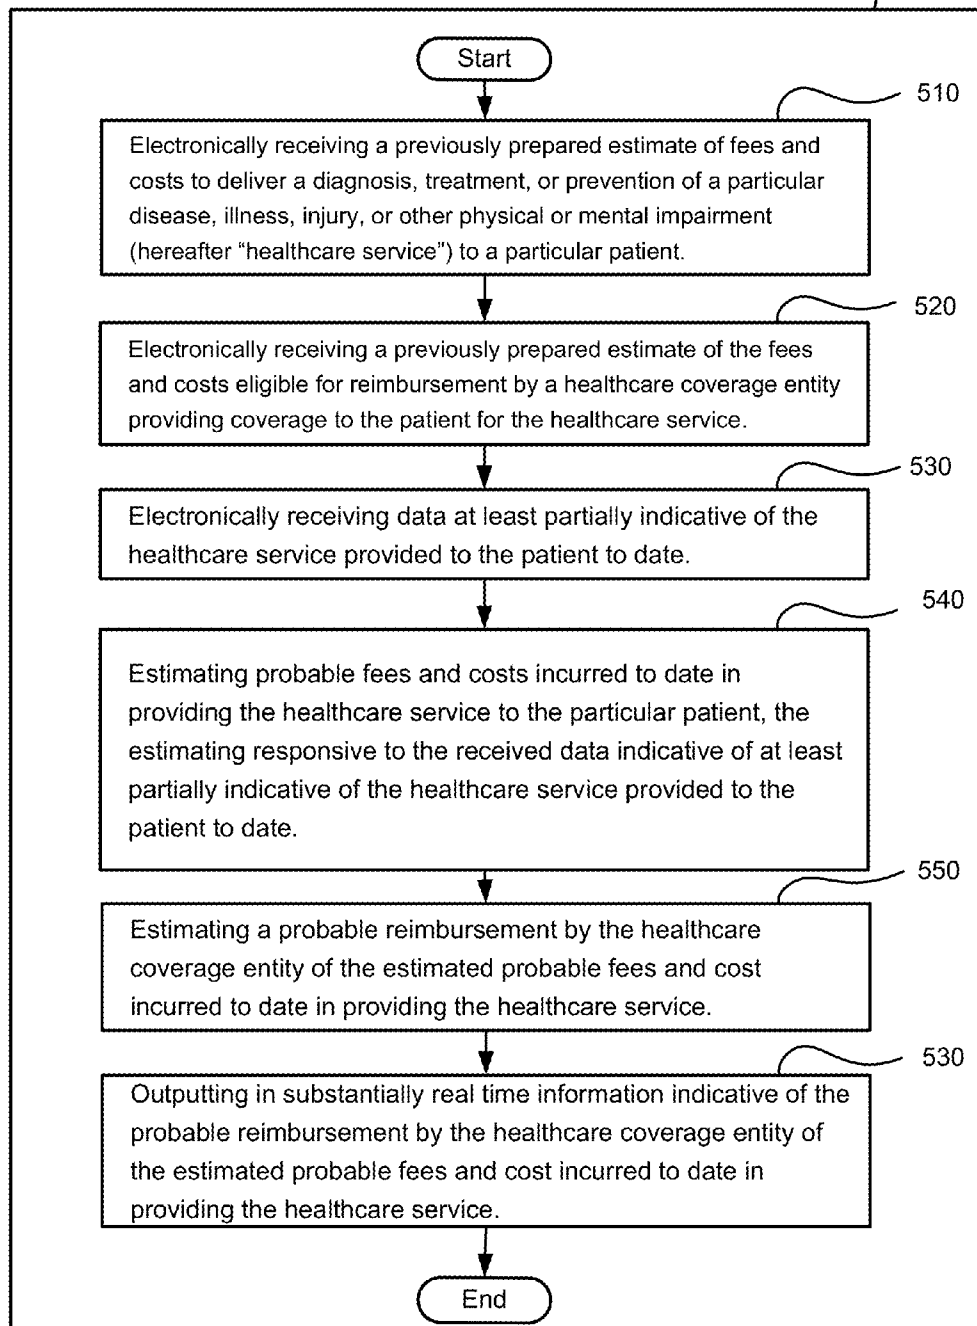 Start
510
Electronically receiving a previously prepared estimate of fees and
costs to deliver a diagnosis, treatment, or prevention of a particular
disease, illness, injury, or other physical or mental impairment
(hereafter “healthcare service”) to a particular patient.
520
Electronically receiving a previously prepared estimate of the fees
and costs eligible for reimbursement by a healthcare coverage entity
providing coverage to the patient for the healthcare service.
530
Electronically receiving data at least partially indicative of the
healthcare service provided to the patient to date.
540
Estimating probable fees and costs incurred to date in
providing the healthcare service to the particular patient, the
estimating responsive to the received data indicative of at least
partially indicative of the healthcare service provided to the
patient to date.
550
Estimating a probable reimbursement by the healthcare
coverage entity of the estimated probable fees and cost
incurred to date in providing the healthcare service.
530
Outputting in substantially real time information indicative of the
probable reimbursement by the healthcare coverage entity of
the estimated probable fees and cost incurred to date in
providing the healthcare service.
End